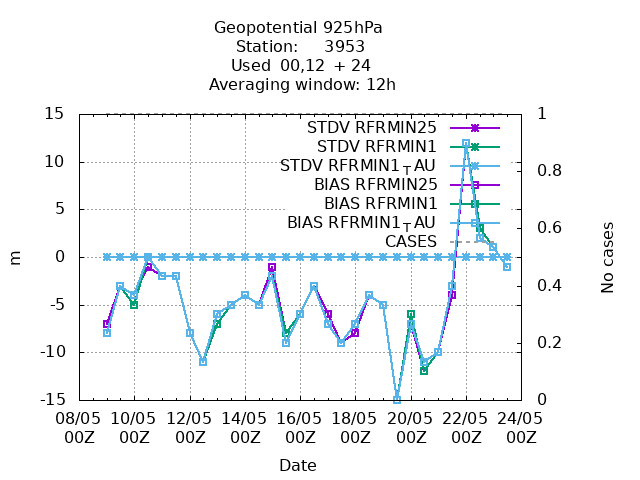 Geopotential 925hPa
Station: 3953
Used 00,12 + 24
Averaging window: 12h
15 1
STDV RFRMIN25
STDV RFRMIN1
10 0.8
STDV RFRMIN1TAU
BIAS RFRMIN25
5 0.6
BIAS RFRMIN1
BIAS RFRMIN1TAU
CASES
m 0 No cases
-5 0.4
-10 0.2
-15 0
08/05 10/05 12/05 14/05 16/05 18/05 20/05 22/05 24/05
00Z 00Z 00Z 00Z 00Z 00Z 00Z 00Z 00Z
Date